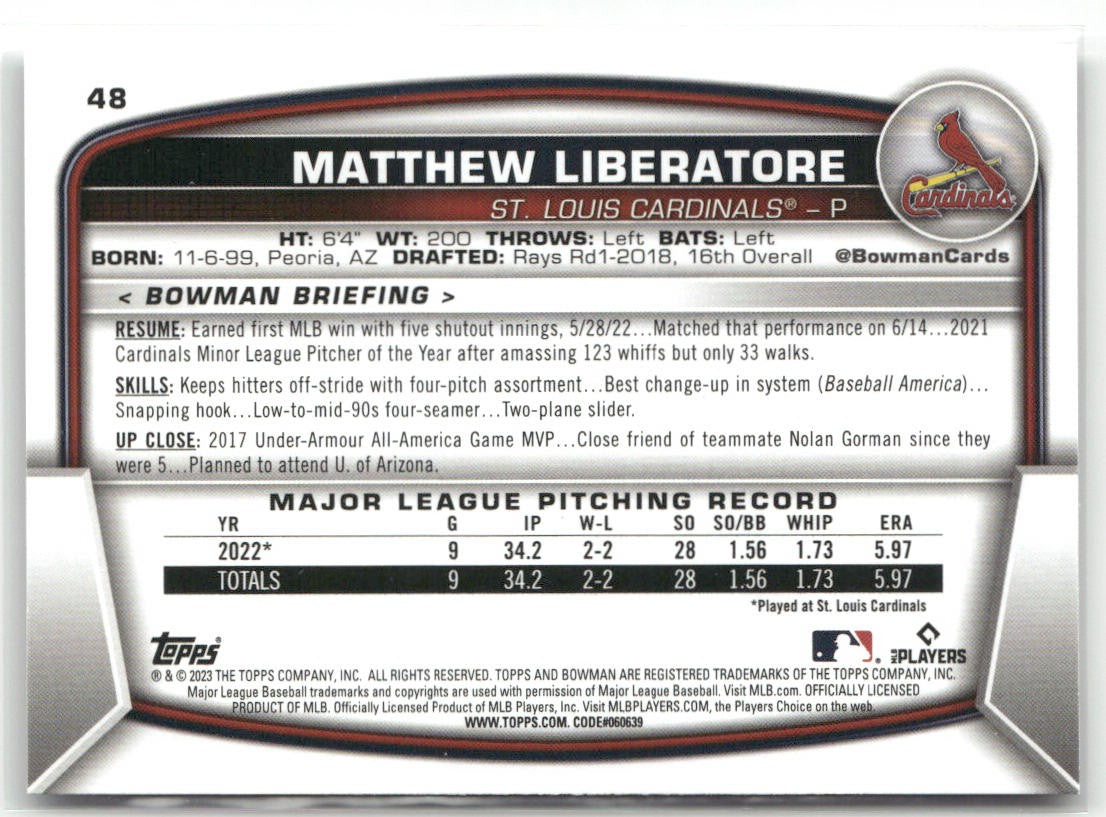 48
Cardinals
MATTHEW LIBERATORE
ST. LOUIS CARDINALS® – P
HT: 6'4" WT: 200 THROWS: Left BATS: Left
BORN: 11-6-99, Peoria, AZ DRAFTED: Rays Rd1-2018, 16th Overall @BowmanCards
< BOWMAN BRIEFING >
RESUME: Earned first MLB win with five shutout innings, 5/28/22...Matched that performance on 6/14...2021
Cardinals Minor League Pitcher of the Year after amassing 123 whiffs but only 33 walks.
SKILLS: Keeps hitters off-stride with four-pitch assortment...Best change-up in system (Baseball America)...
Snapping hook...Low-to-mid-90s four-seamer...Two-plane slider.
UP CLOSE: 2017 Under-Armour All-America Game MVP...Close friend of teammate Nolan Gorman since they
were 5...Planned to attend U. of Arizona.
MAJOR LEAGUE PITCHING RECORD
YR G IP W-L SO SO/BB WHIP ERA
2022* 9 34.2 2-2 28 1.56 1.73 5.97
TOTALS 9 34.2 2-2 28 1.56 1.73 5.97
*Played at St. Louis Cardinals
TOPPS® MLB PLAYERS
® & © 2023 THE TOPPS COMPANY, INC. ALL RIGHTS RESERVED. TOPPS AND BOWMAN ARE REGISTERED TRADEMARKS OF THE TOPPS COMPANY, INC.
Major League Baseball trademarks and copyrights are used with permission of Major League Baseball. Visit MLB.com. OFFICIALLY LICENSED
PRODUCT OF MLB. Officially Licensed Product of MLB Players, Inc. Visit MLBPLAYERS.COM, the Players Choice on the web.
WWW.TOPPS.COM. CODE#060639